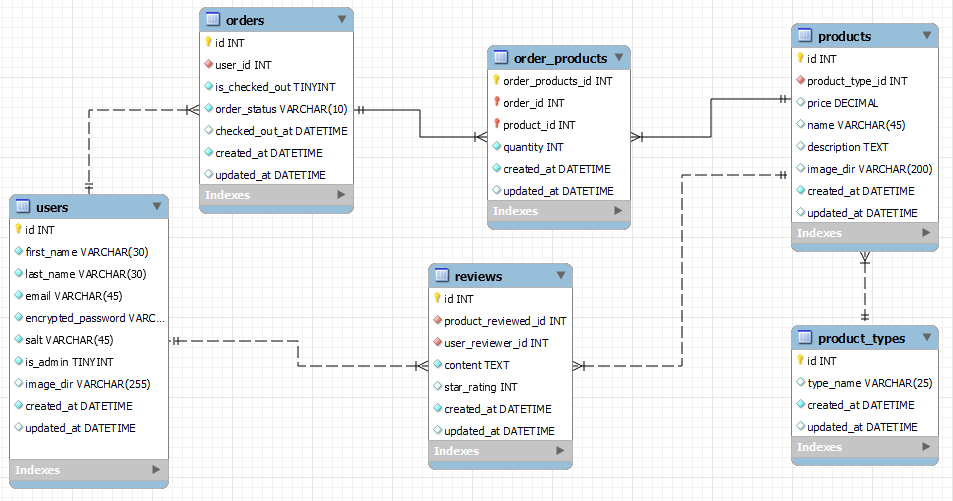 orders
id INT
user_id INT
is_checked_out TINYINT
order_status VARCHAR(10)
checked_out_at DATETIME
created_at DATETIME
updated_at DATETIME
Indexes
order_products
order_products_id INT
order_id INT
product_id INT
quantity INT
created_at DATETIME
updated_at DATETIME
Indexes
products
id INT
product_type_id INT
price DECIMAL
name VARCHAR(45)
description TEXT
image_dir VARCHAR(200)
created_at DATETIME
updated_at DATETIME
Indexes
users
id INT
first_name VARCHAR(30)
last_name VARCHAR(30)
email VARCHAR(45)
encrypted_password VARC...
salt VARCHAR(45)
is_admin TINYINT
image_dir VARCHAR(255)
created_at DATETIME
updated_at DATETIME
Indexes
reviews
id INT
product_reviewed_id INT
user_reviewer_id INT
content TEXT
star_rating INT
created_at DATETIME
updated_at DATETIME
Indexes
product_types
id INT
type_name VARCHAR(25)
created_at DATETIME
updated_at DATETIME
Indexes